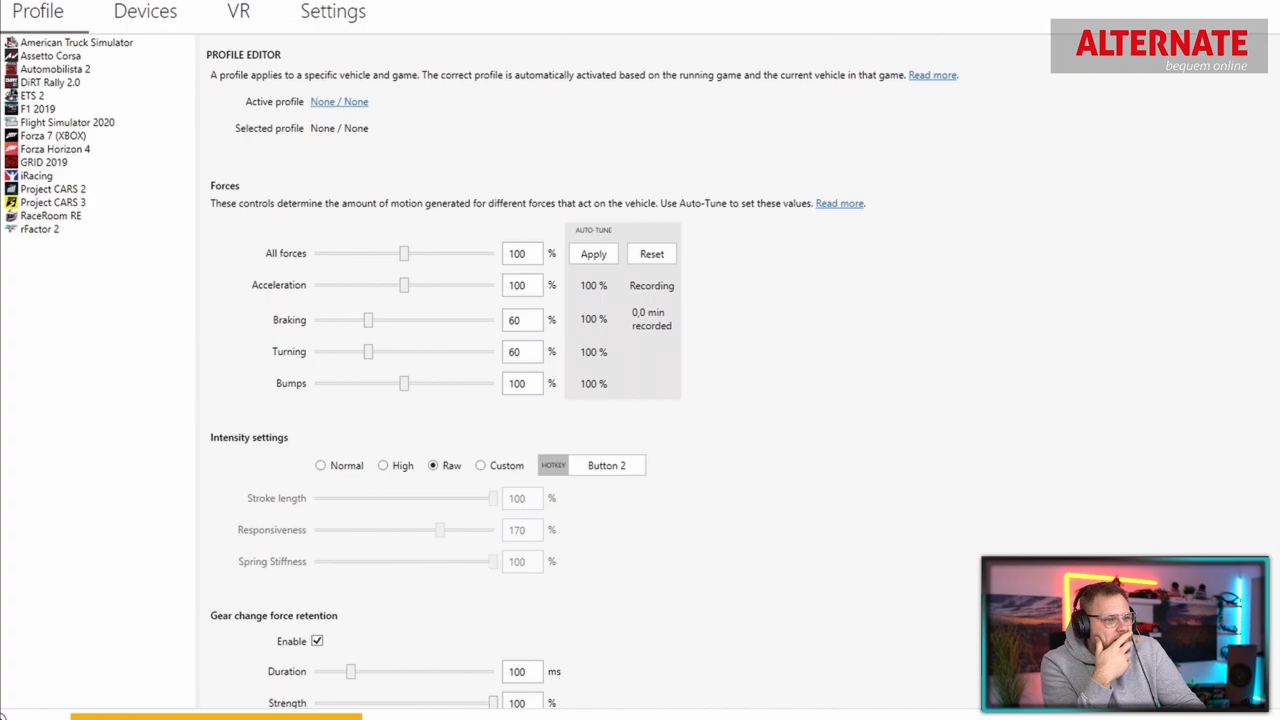 Profile
Devices
VR
Settings
ALTERNATE
bequem online
American Truck Simulator
Assetto Corsa
Automobilista 2
DiRT Rally 2.0
ETS 2
F1 2019
Flight Simulator 2020
Forza 7 (XBOX)
Forza Horizon 4
GRID 2019
iRacing
Project CARS 2
Project CARS 3
RaceRoom RE
rFactor 2
PROFILE EDITOR
A profile applies to a specific vehicle and game. The correct profile is automatically activated based on the running game and the current vehicle in that game. Read more.
Active profile None / None
Selected profile None / None
Forces
These controls determine the amount of motion generated for different forces that act on the vehicle. Use Auto-Tune to set these values. Read more.
AUTO-TUNE
All forces 100 % Apply Reset
Acceleration 100 % 100 % Recording
Braking 60 % 100 % 0,0 min
recorded
Turning 60 % 100 %
Bumps 100 % 100 %
Intensity settings
Normal High Raw Custom HOTKEY Button 2
Stroke length 100 %
Responsiveness 170 %
Spring Stiffness 100 %
Gear change force retention
Enable
Duration 100 ms
Strength 100 %